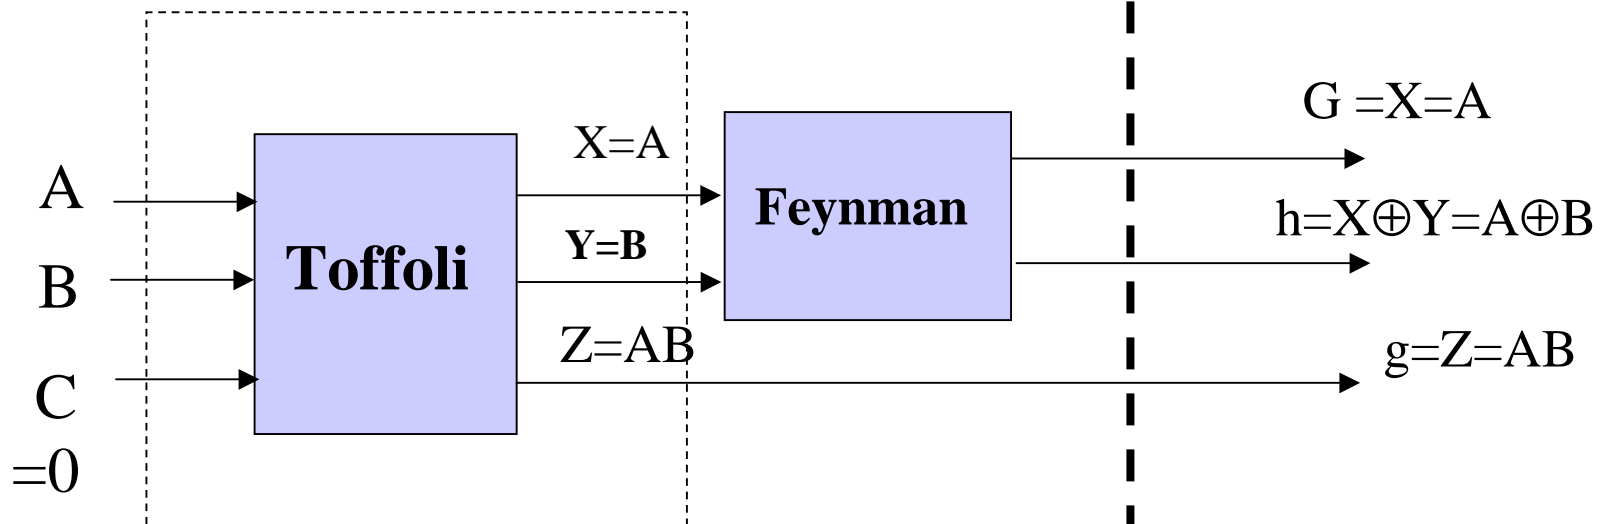 A
B
C
=0
Toffoli
X=A
Y=B
Z=AB
Feynman
G =X=A
h=X⊕Y=A⊕B
g=Z=AB